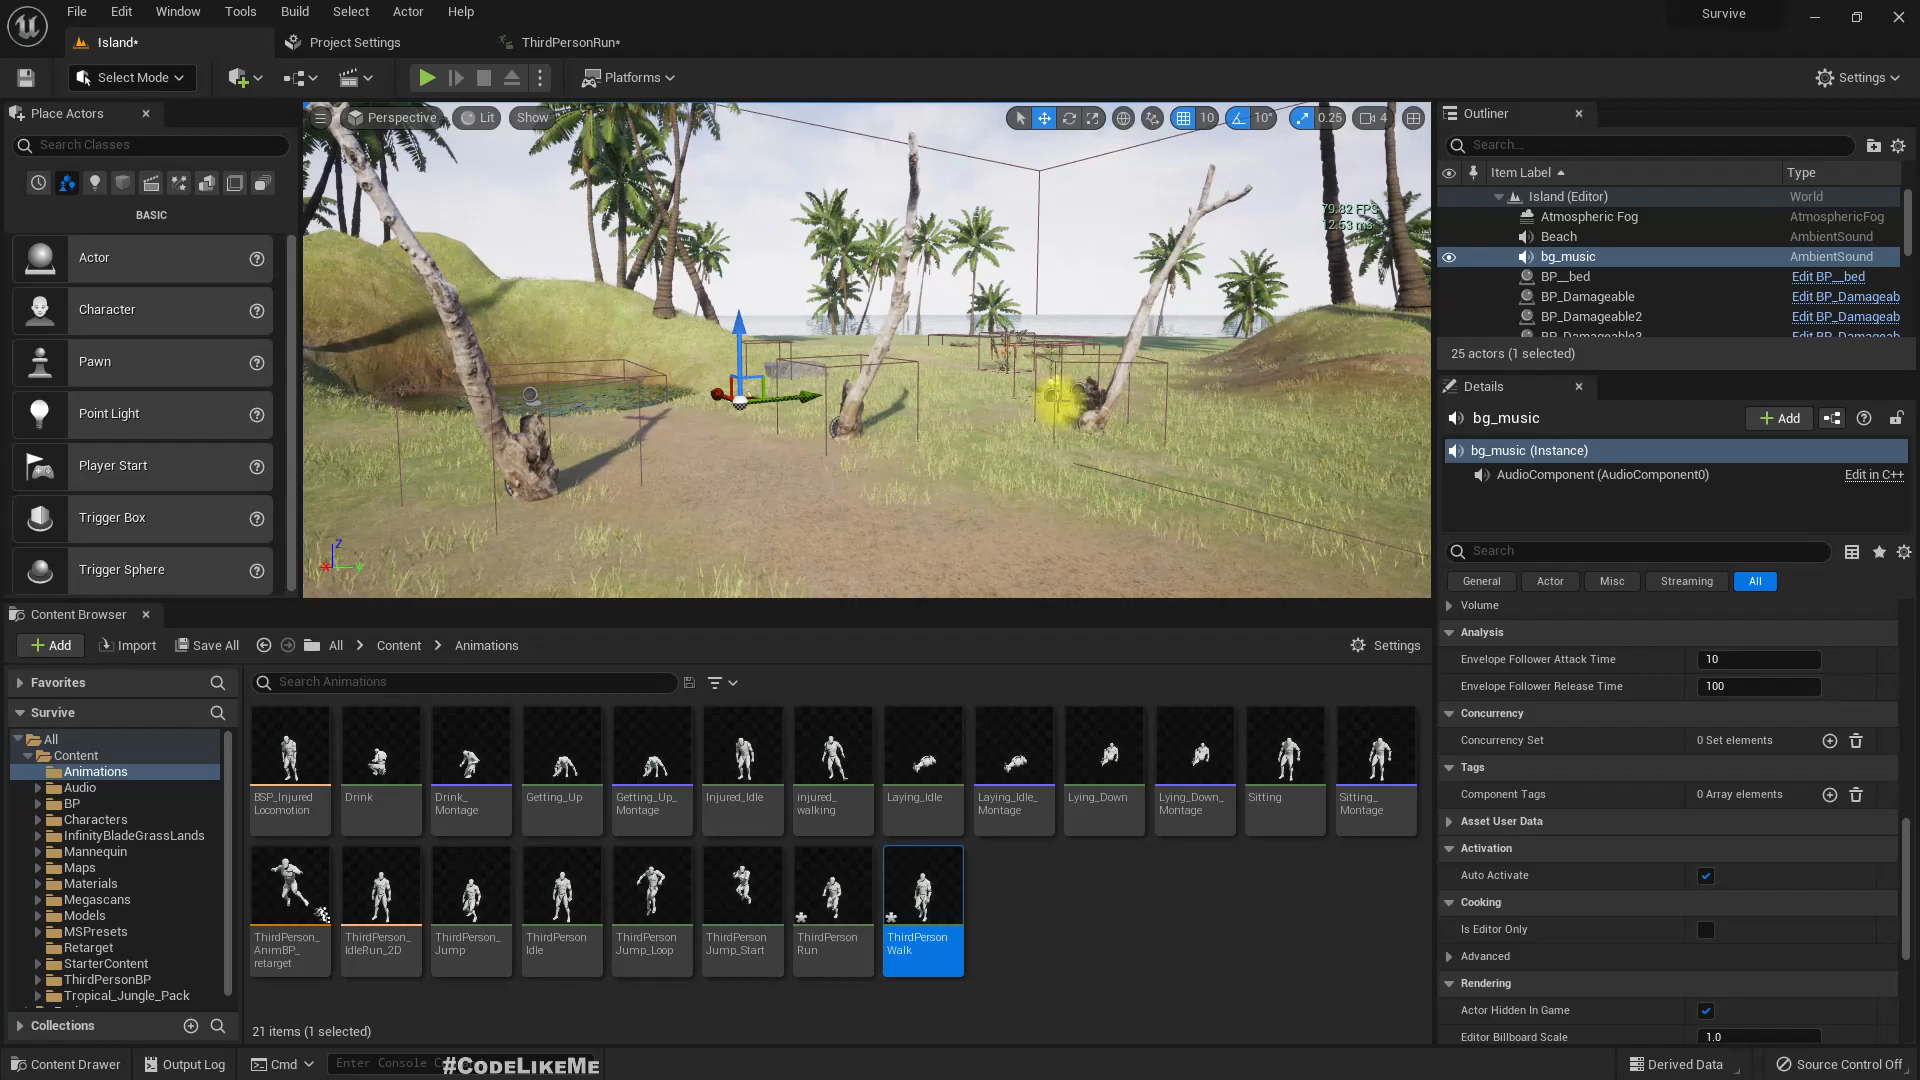 File Edit Window Tools Build Select Actor Help
Survive
Island*
Project Settings
ThirdPersonRun*
Select Mode
Platforms
Settings
Place Actors
Search Classes
BASIC
Actor
Character
Pawn
Point Light
Player Start
Trigger Box
Trigger Sphere
Perspective
Lit
Show
10
10°
0.25
4
79.82 FPS
12.53 ms
Z
Outliner
Search...
Item Label
Type
Island (Editor) World
Atmospheric Fog AtmosphericFog
Beach AmbientSound
bg_music AmbientSound
BP__bed Edit BP__bed
BP_Damageable Edit BP_Damageab
BP_Damageable2 Edit BP_Damageab
BP_Damageable3 Edit BP_Damageab
25 actors (1 selected)
Details
bg_music
Add
bg_music (Instance)
AudioComponent (AudioComponent0) Edit in C++
Search
General Actor Misc Streaming All
Volume
Analysis
Envelope Follower Attack Time 10
Envelope Follower Release Time 100
Concurrency
Concurrency Set 0 Set elements
Tags
Component Tags 0 Array elements
Asset User Data
Activation
Auto Activate
Cooking
Is Editor Only
Advanced
Rendering
Actor Hidden In Game
Editor Billboard Scale 1.0
Content Browser
Add
Import
Save All
All
Content
Animations
Settings
Favorites
Survive
All
Content
Animations
Audio
BP
Characters
InfinityBladeGrassLands
Mannequin
Maps
Materials
Megascans
Models
MSPresets
Retarget
StarterContent
ThirdPersonBP
Tropical_Jungle_Pack
Collections
Search Animations
BSP_Injured
Locomotion
Drink
Drink_
Montage
Getting_Up
Getting_Up_
Montage
Injured_Idle
injured_
walking
Laying_Idle
Laying_Idle_
Montage
Lying_Down
Lying_Down_
Montage
Sitting
Sitting_
Montage
ThirdPerson_
AnimBP_
retarget
ThirdPerson_
IdleRun_2D
ThirdPerson_
Jump
ThirdPerson
Idle
ThirdPerson
Jump_Loop
ThirdPerson
Jump_Start
ThirdPerson
Run
ThirdPerson
Walk
21 items (1 selected)
Content Drawer
Output Log
Cmd
Enter Console C
#CodeLikeMe
Derived Data
Source Control Off